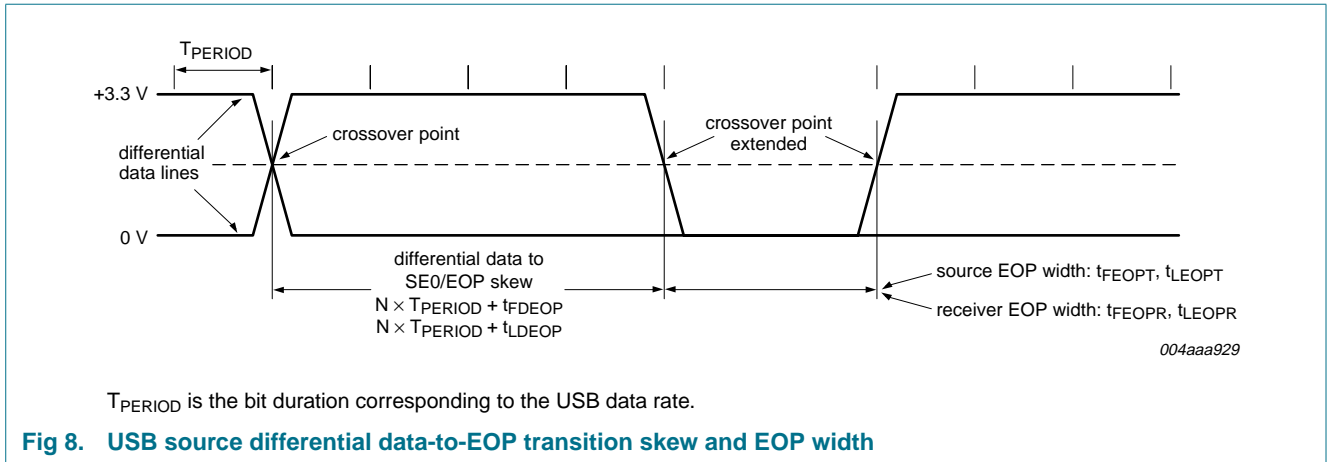 TPERIOD
+3.3 V
crossover point
crossover point
extended
differential
data lines
0 V
differential data to
SE0/EOP skew
N × TPERIOD + tFDEOP
N × TPERIOD + tLDEOP
source EOP width: tFEOPT, tLEOPT
receiver EOP width: tFEOPR, tLEOPR
004aaa929
TPERIOD is the bit duration corresponding to the USB data rate.
Fig 8. USB source differential data-to-EOP transition skew and EOP width